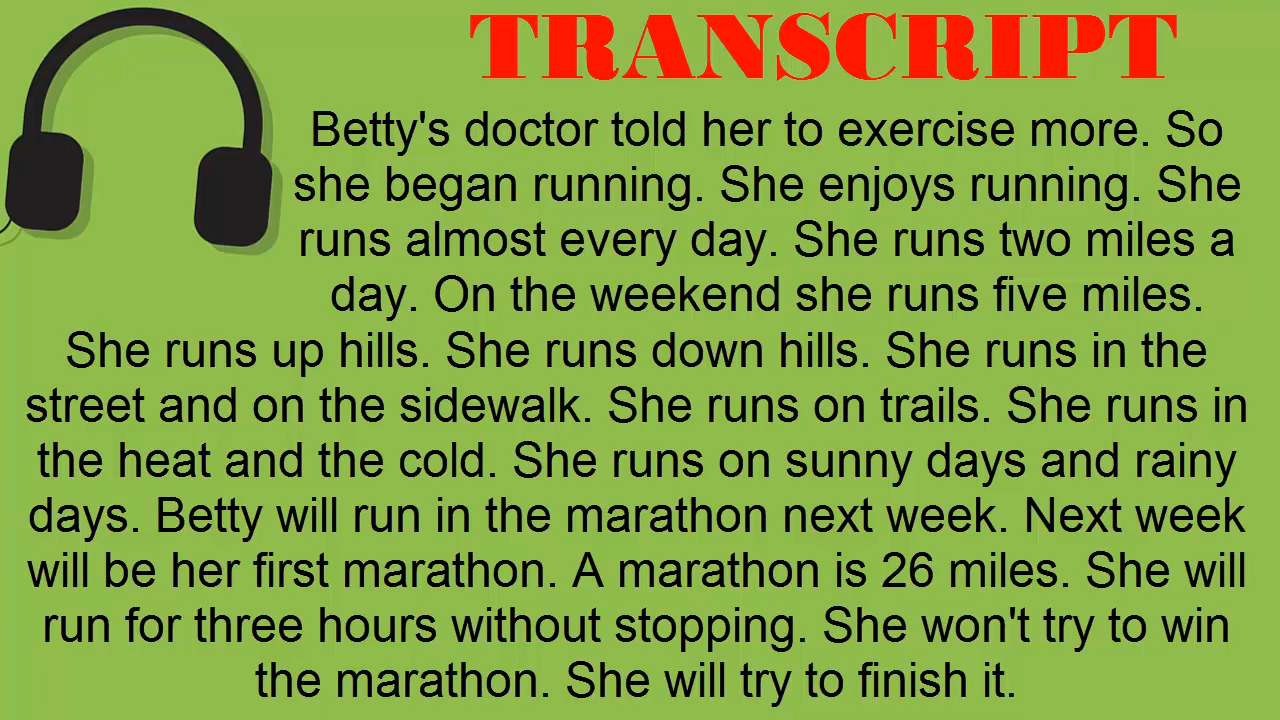 TRANSCRIPT
Betty's doctor told her to exercise more. So
she began running. She enjoys running. She
runs almost every day. She runs two miles a
day. On the weekend she runs five miles.
She runs up hills. She runs down hills. She runs in the
street and on the sidewalk. She runs on trails. She runs in
the heat and the cold. She runs on sunny days and rainy
days. Betty will run in the marathon next week. Next week
will be her first marathon. A marathon is 26 miles. She will
run for three hours without stopping. She won't try to win
the marathon. She will try to finish it.